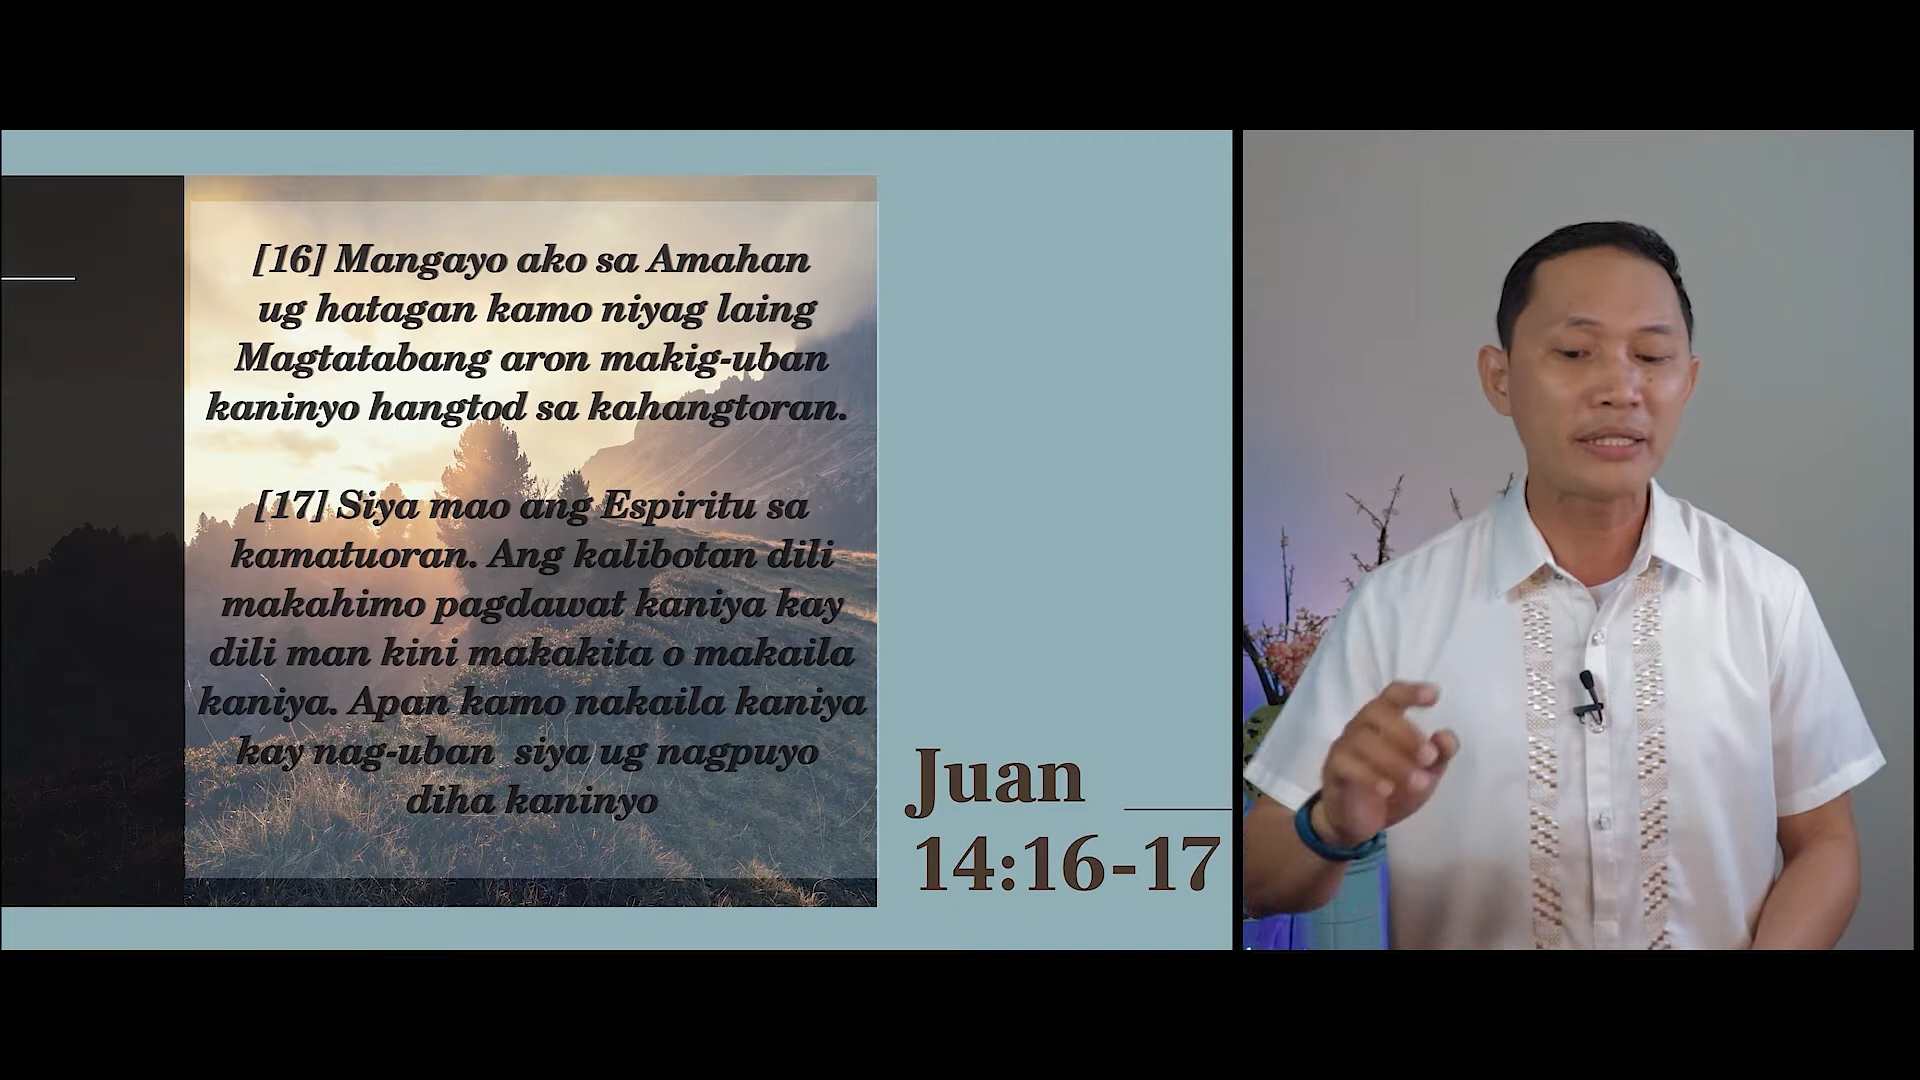 [16] Mangayo ako sa Amahan
ug hatagan kamo niyag laing
Magtatabang aron makig-uban
kaninyo hangtod sa kahangtoran.
[17] Siya mao ang Espiritu sa
kamatuoran. Ang kalibotan dili
makahimo pagdawat kaniya kay
dili man kini makakita o makaila
kaniya. Apan kamo nakaila kaniya
kay nag-uban siya ug nagpuyo
diha kaninyo
Juan
14:16-17